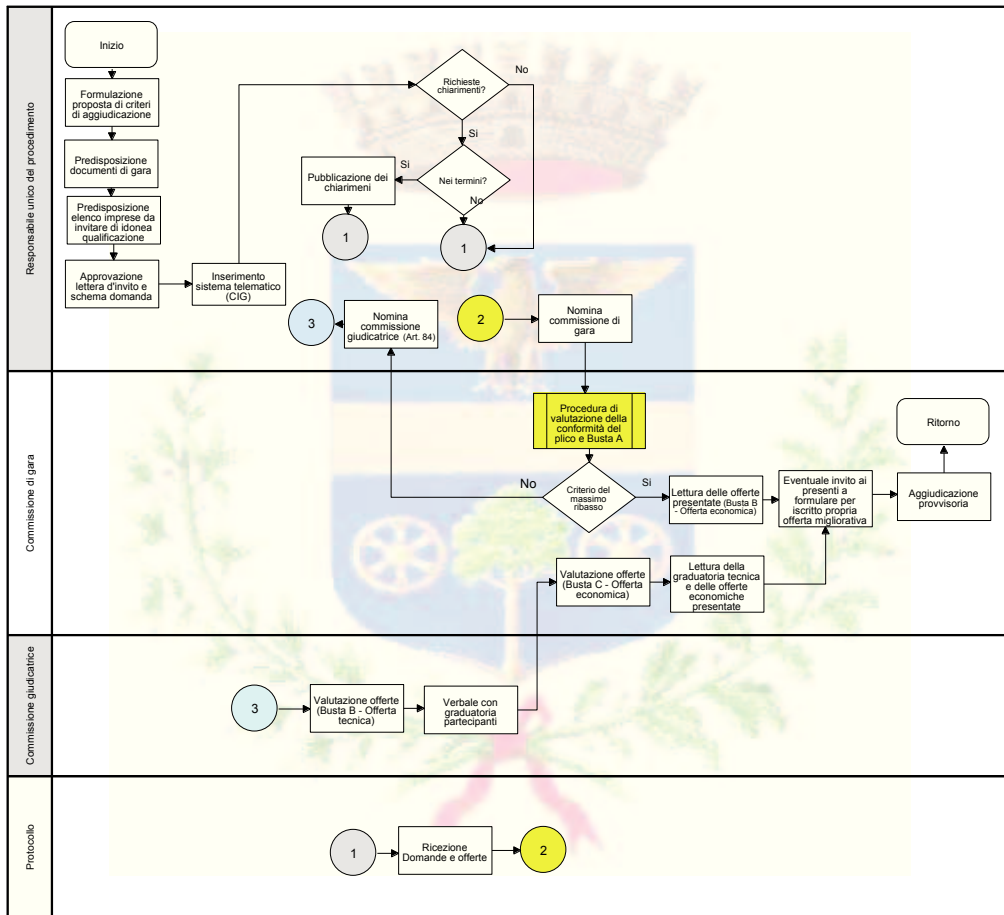 Responsabile unico del procedimento
Inizio
Formulazione
proposta di criteri
di aggiudicazione
Predisposizione
documenti di gara
Predisposizione
elenco imprese da
invitare di idonea
qualificazione
Approvazione
lettera d'invito e
schema domanda
Inserimento
sistema telematico
(CIG)
Richieste
chiarimenti?
No
Si
Nei termini?
Si
No
Pubblicazione dei
chiarimeni
1
1
3
Nomina
commissione
giudicatrice (Art. 84)
2
Nomina
commissione di
gara
Commissione di gara
Procedura di
valutazione della
conformità del
plico e Busta A
Criterio del
massimo
ribasso
No
Si
Lettura delle offerte
presentate (Busta B
- Offerta economica)
Eventuale invito ai
presenti a
formulare per
iscritto propria
offerta migliorativa
Aggiudicazione
provvisoria
Ritorno
Valutazione offerte
(Busta C - Offerta
economica)
Lettura della
graduatoria tecnica
e delle offerte
economiche
presentate
Commissione giudicatrice
3
Valutazione offerte
(Busta B - Offerta
tecnica)
Verbale con
graduatoria
partecipanti
Protocollo
1
Ricezione
Domande e offerte
2